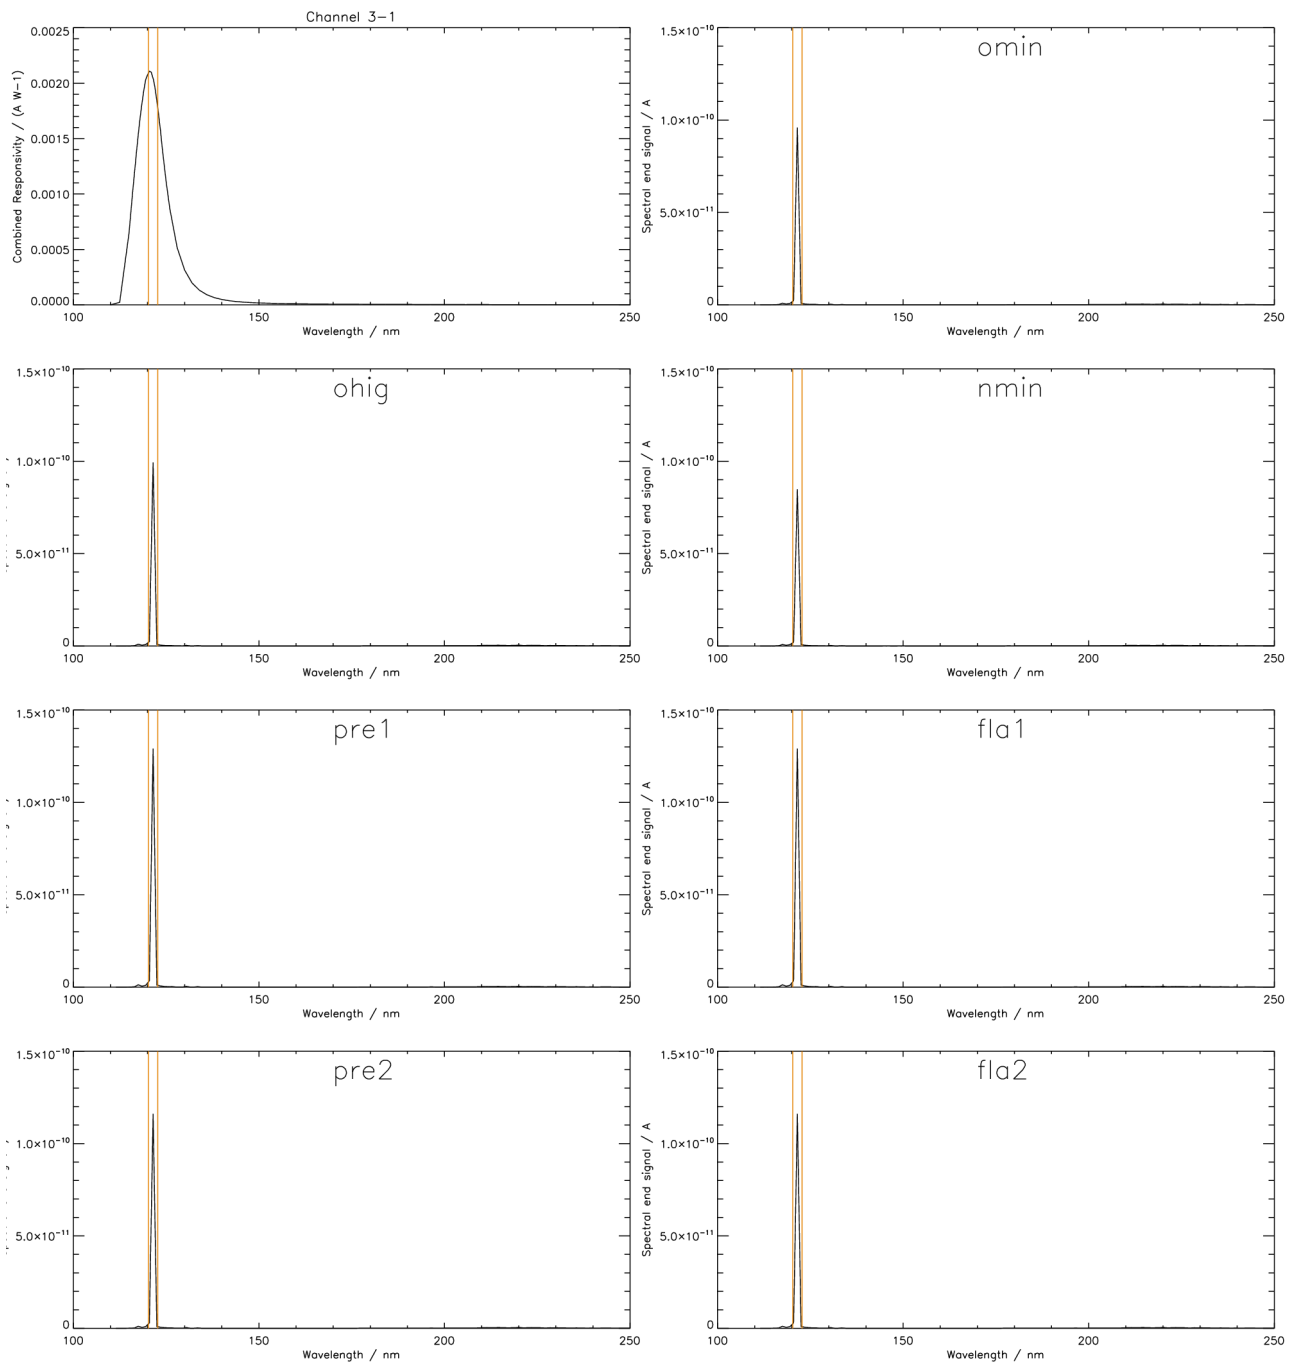 Channel 3-1
0.0025
0.0020
0.0015
0.0010
0.0005
0.0000
Combined Responsivity / (A W-1)
100 150 200 250
Wavelength / nm
omin
1.5×10⁻¹⁰
1.0×10⁻¹⁰
5.0×10⁻¹¹
0
Spectral end signal / A
100 150 200 250
Wavelength / nm
ohig
1.5×10⁻¹⁰
1.0×10⁻¹⁰
5.0×10⁻¹¹
0
100 150 200 250
Wavelength / nm
nmin
1.5×10⁻¹⁰
1.0×10⁻¹⁰
5.0×10⁻¹¹
0
Spectral end signal / A
100 150 200 250
Wavelength / nm
pre1
1.5×10⁻¹⁰
1.0×10⁻¹⁰
5.0×10⁻¹¹
0
100 150 200 250
Wavelength / nm
fla1
1.5×10⁻¹⁰
1.0×10⁻¹⁰
5.0×10⁻¹¹
0
Spectral end signal / A
100 150 200 250
Wavelength / nm
pre2
1.5×10⁻¹⁰
1.0×10⁻¹⁰
5.0×10⁻¹¹
0
100 150 200 250
Wavelength / nm
fla2
1.5×10⁻¹⁰
1.0×10⁻¹⁰
5.0×10⁻¹¹
0
Spectral end signal / A
100 150 200 250
Wavelength / nm